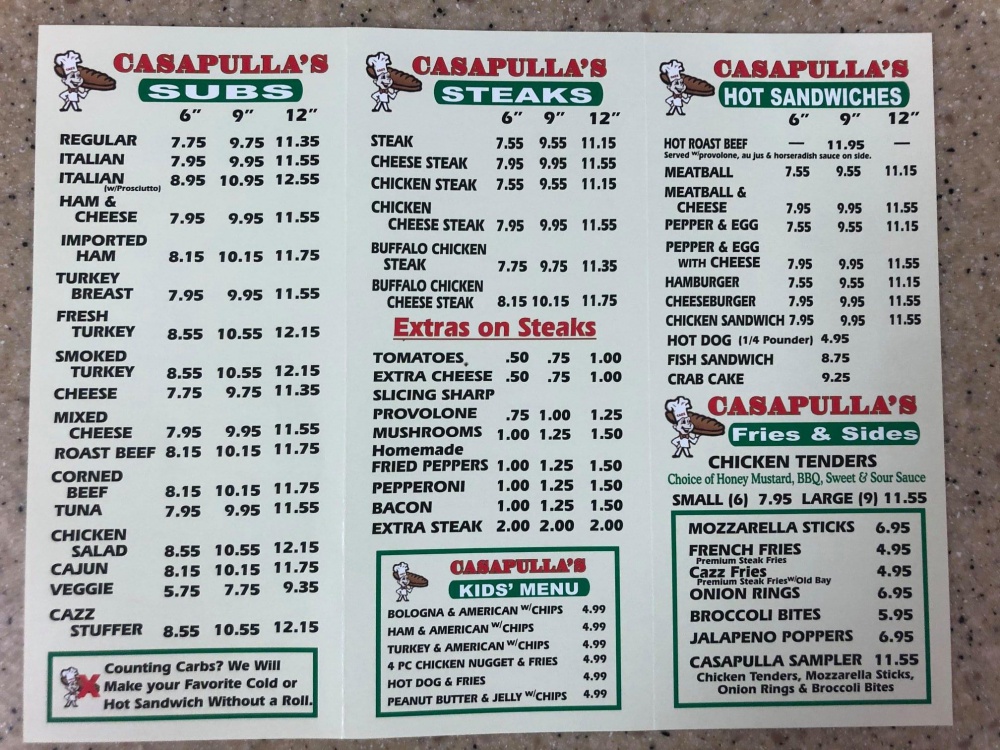 CASAPULLA'S
SUBS
6" 9" 12"
REGULAR 7.75 9.75 11.35
ITALIAN 7.95 9.95 11.55
ITALIAN 8.95 10.95 12.55
(w/Prosciutto)
HAM &
CHEESE 7.95 9.95 11.55
IMPORTED
HAM 8.15 10.15 11.75
TURKEY
BREAST 7.95 9.95 11.55
FRESH
TURKEY 8.55 10.55 12.15
SMOKED
TURKEY 8.55 10.55 12.15
CHEESE 7.75 9.75 11.35
MIXED
CHEESE 7.95 9.95 11.55
ROAST BEEF 8.15 10.15 11.75
CORNED
BEEF 8.15 10.15 11.75
TUNA 7.95 9.95 11.55
CHICKEN
SALAD 8.55 10.55 12.15
CAJUN 8.15 10.15 11.75
VEGGIE 5.75 7.75 9.35
CAZZ
STUFFER 8.55 10.55 12.15
Counting Carbs? We Will
Make your Favorite Cold or
Hot Sandwich Without a Roll.
CASAPULLA'S
STEAKS
6" 9" 12"
STEAK 7.55 9.55 11.15
CHEESE STEAK 7.95 9.95 11.55
CHICKEN STEAK 7.55 9.55 11.15
CHICKEN
CHEESE STEAK 7.95 9.95 11.55
BUFFALO CHICKEN
STEAK 7.75 9.75 11.35
BUFFALO CHICKEN
CHEESE STEAK 8.15 10.15 11.75
Extras on Steaks
TOMATOES .50 .75 1.00
EXTRA CHEESE .50 .75 1.00
SLICING SHARP
PROVOLONE .75 1.00 1.25
MUSHROOMS 1.00 1.25 1.50
Homemade
FRIED PEPPERS 1.00 1.25 1.50
PEPPERONI 1.00 1.25 1.50
BACON 1.00 1.25 1.50
EXTRA STEAK 2.00 2.00 2.00
CASAPULLA'S
KIDS' MENU
BOLOGNA & AMERICAN w/CHIPS 4.99
HAM & AMERICAN w/CHIPS 4.99
TURKEY & AMERICAN w/CHIPS 4.99
4 PC CHICKEN NUGGET & FRIES 4.99
HOT DOG & FRIES 4.99
PEANUT BUTTER & JELLY w/CHIPS 4.99
CASAPULLA'S
HOT SANDWICHES
6" 9" 12"
HOT ROAST BEEF — 11.95 —
Served w/provolone, au jus & horseradish sauce on side.
MEATBALL 7.55 9.55 11.15
MEATBALL &
CHEESE 7.95 9.95 11.55
PEPPER & EGG 7.55 9.55 11.15
PEPPER & EGG
WITH CHEESE 7.95 9.95 11.55
HAMBURGER 7.55 9.55 11.15
CHEESEBURGER 7.95 9.95 11.55
CHICKEN SANDWICH 7.95 9.95 11.55
HOT DOG (1/4 Pounder) 4.95
FISH SANDWICH 8.75
CRAB CAKE 9.25
CASAPULLA'S
Fries & Sides
CHICKEN TENDERS
Choice of Honey Mustard, BBQ, Sweet & Sour Sauce
SMALL (6) 7.95 LARGE (9) 11.55
MOZZARELLA STICKS 6.95
FRENCH FRIES 4.95
Premium Steak Fries
Cazz Fries 4.95
Premium Steak Fries w/Old Bay
ONION RINGS 6.95
BROCCOLI BITES 5.95
JALAPENO POPPERS 6.95
CASAPULLA SAMPLER 11.55
Chicken Tenders, Mozzarella Sticks,
Onion Rings & Broccoli Bites